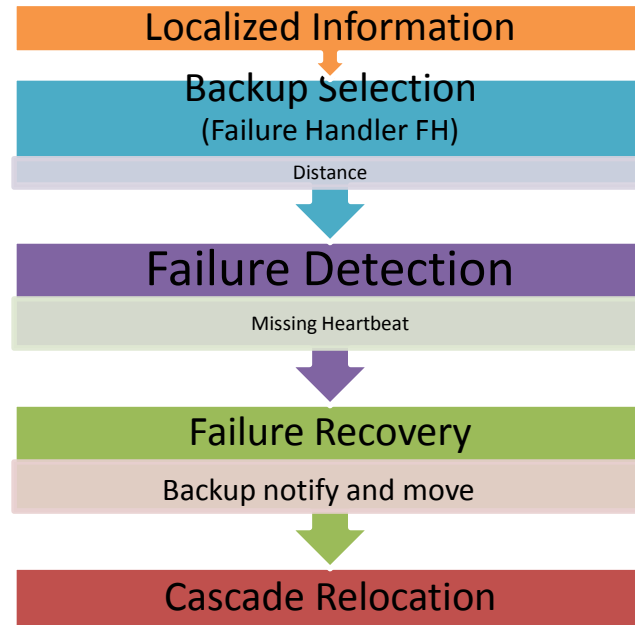 Localized Information
Backup Selection
(Failure Handler FH)
Distance
Failure Detection
Missing Heartbeat
Failure Recovery
Backup notify and move
Cascade Relocation